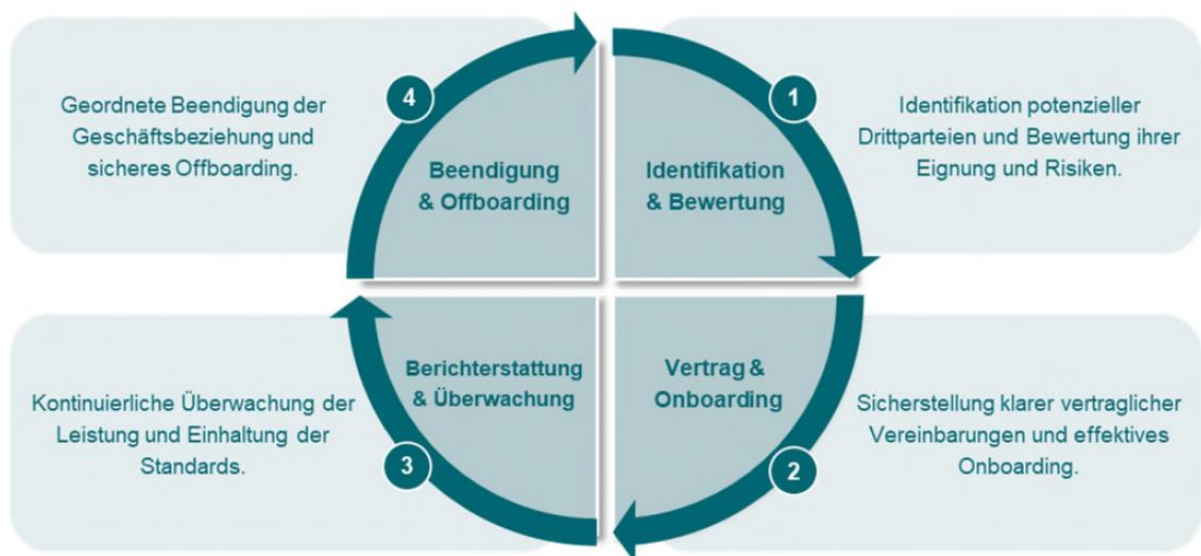 1
Identifikation
& Bewertung
Identifikation potenzieller
Drittparteien und Bewertung ihrer
Eignung und Risiken.
2
Vertrag &
Onboarding
Sicherstellung klarer vertraglicher
Vereinbarungen und effektives
Onboarding.
3
Berichterstattung
& Überwachung
Kontinuierliche Überwachung der
Leistung und Einhaltung der
Standards.
4
Beendigung
& Offboarding
Geordnete Beendigung der
Geschäftsbeziehung und
sicheres Offboarding.